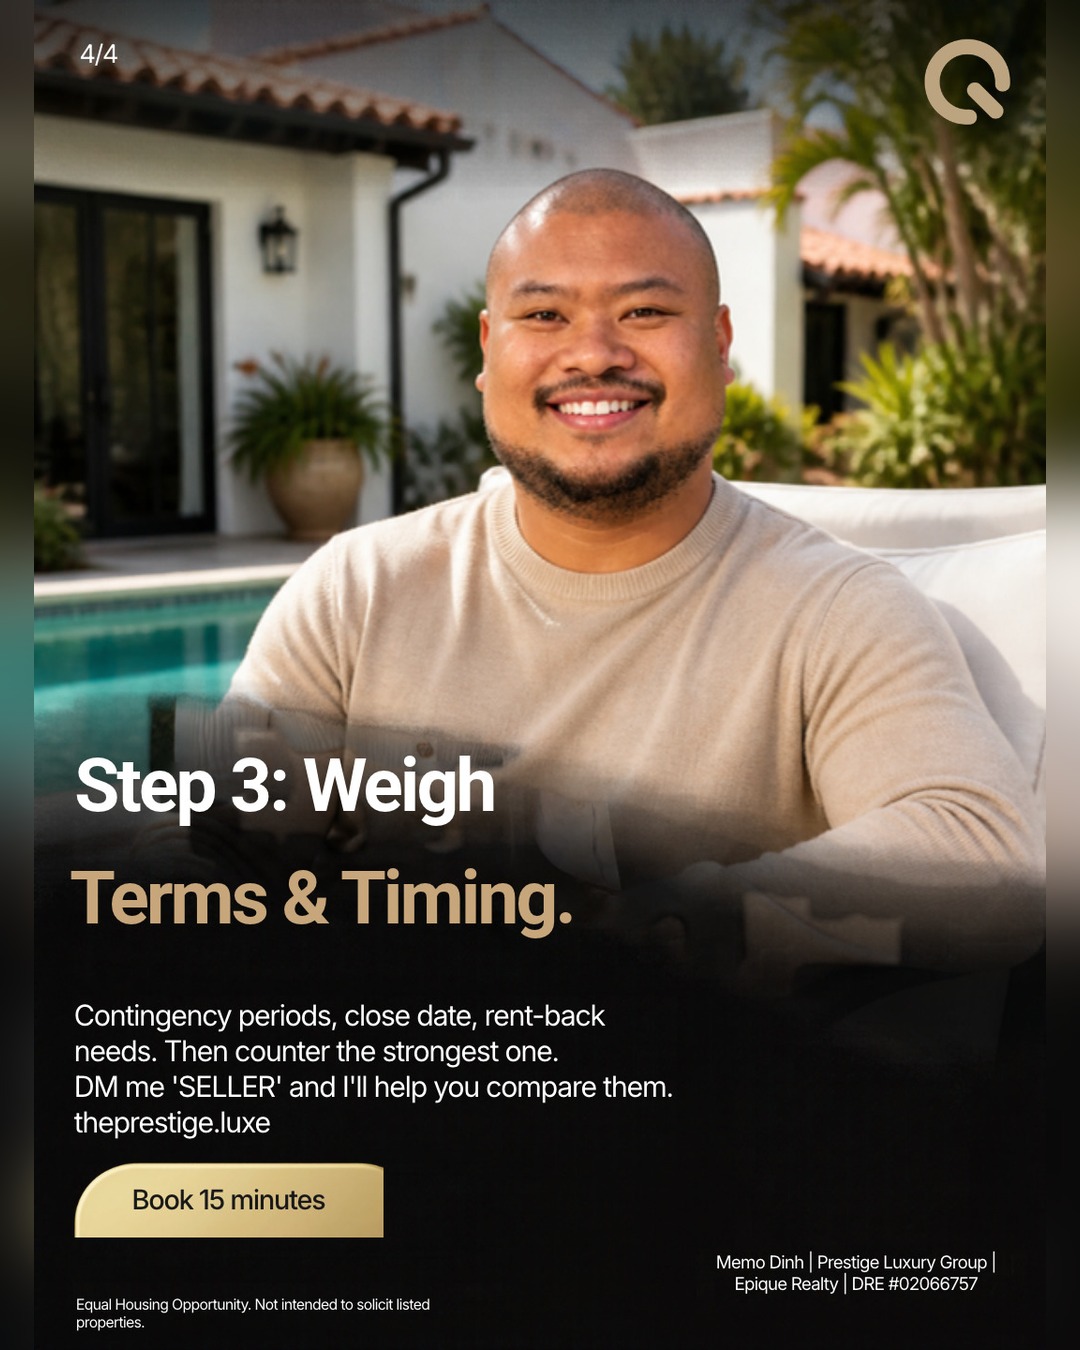 4/4
Step 3: Weigh
Terms & Timing.
Contingency periods, close date, rent-back
needs. Then counter the strongest one.
DM me 'SELLER' and I'll help you compare them.
theprestige.luxe
Book 15 minutes
Memo Dinh | Prestige Luxury Group |
Epique Realty | DRE #02066757
Equal Housing Opportunity. Not intended to solicit listed
properties.